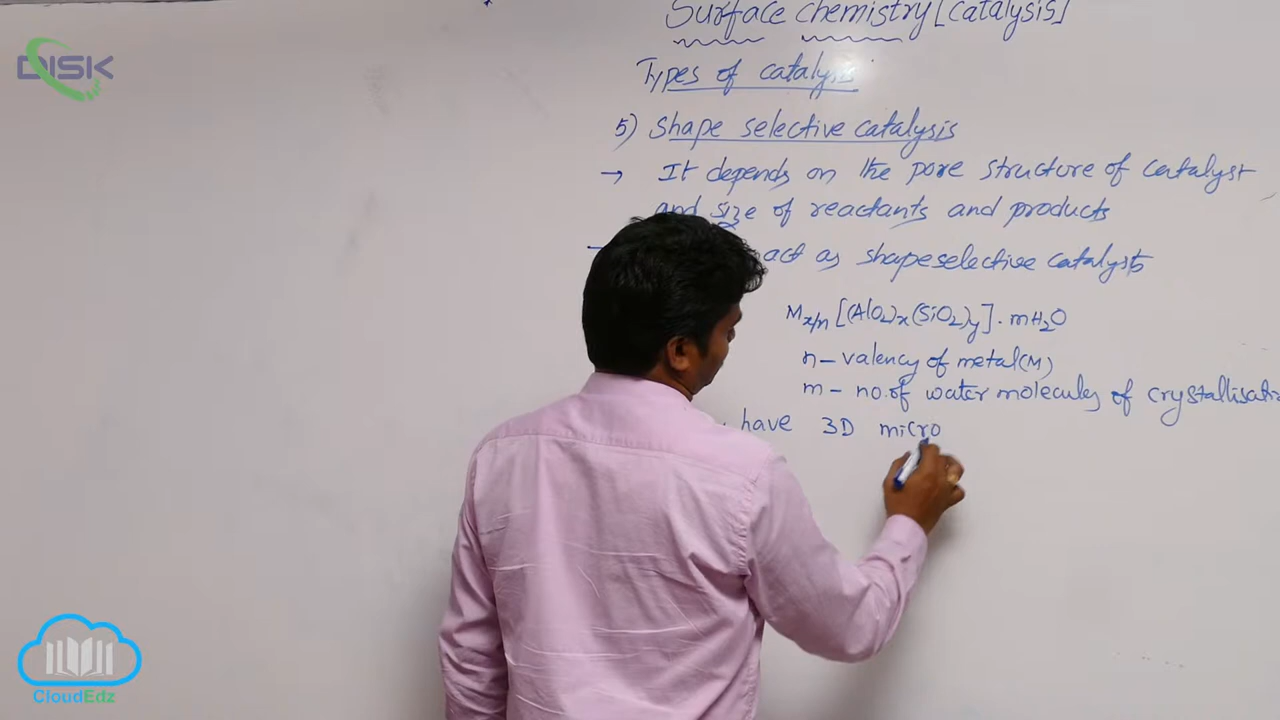 Surface chemistry [catalysis]
DISK
Types of catalysis
5) Shape selective catalysis
→ It depends on the pore structure of catalyst
and size of reactants and products
act as shapeselective catalysts
M x/n [(AlO2)x (SiO2)y] . mH2O
n – valency of metal (M)
m – no. of water molecules of crystallisati
have 3D micro
CloudEdz